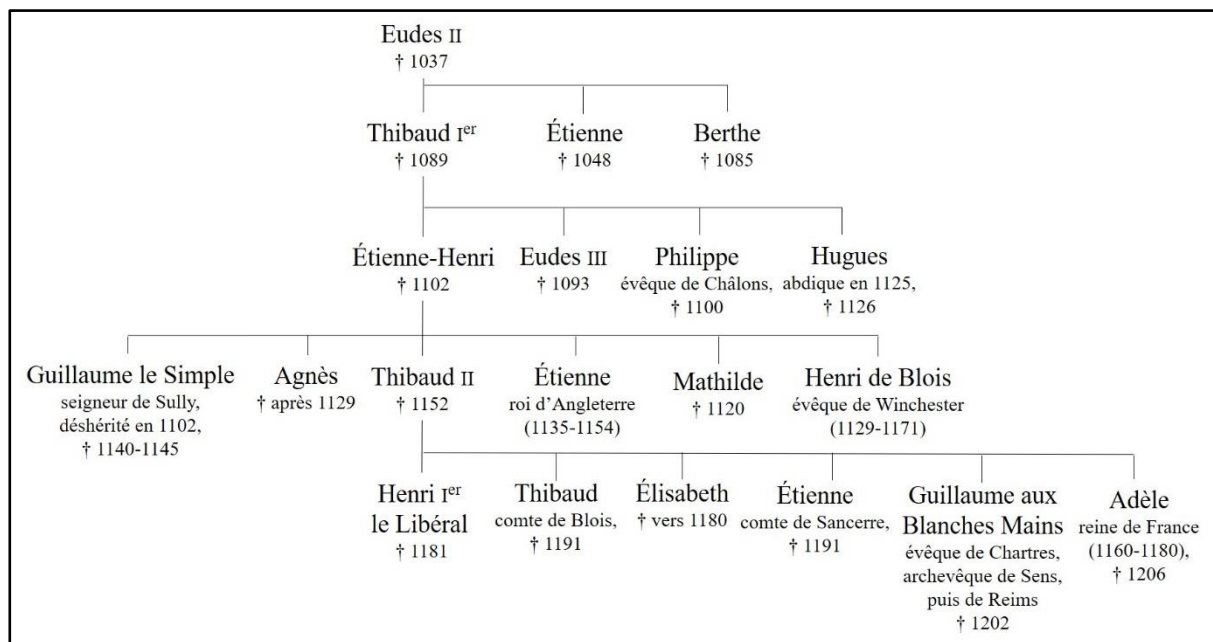 Eudes II
† 1037
Thibaud Ier
† 1089
Étienne
† 1048
Berthe
† 1085
Étienne-Henri
† 1102
Eudes III
† 1093
Philippe
évêque de Châlons,
† 1100
Hugues
abdique en 1125,
† 1126
Guillaume le Simple
seigneur de Sully,
déshérité en 1102,
† 1140-1145
Agnès
† après 1129
Thibaud II
† 1152
Étienne
roi d’Angleterre
(1135-1154)
Mathilde
† 1120
Henri de Blois
évêque de Winchester
(1129-1171)
Henri Ier
le Libéral
† 1181
Thibaud
comte de Blois,
† 1191
Élisabeth
† vers 1180
Étienne
comte de Sancerre,
† 1191
Guillaume aux
Blanches Mains
évêque de Chartres,
archevêque de Sens,
puis de Reims
† 1202
Adèle
reine de France
(1160-1180),
† 1206